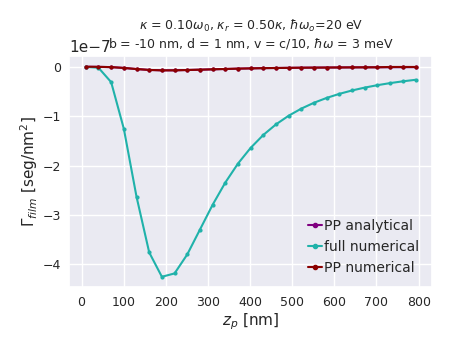 κ = 0.10ω₀, κᵣ = 0.50κ, ℏωₒ=20 eV
b = -10 nm, d = 1 nm, v = c/10, ℏω = 3 meV
1e−7
0
−1
−2
−3
−4
Γ_film [seg/nm²]
PP analytical
full numerical
PP numerical
0 100 200 300 400 500 600 700 800
z_p [nm]